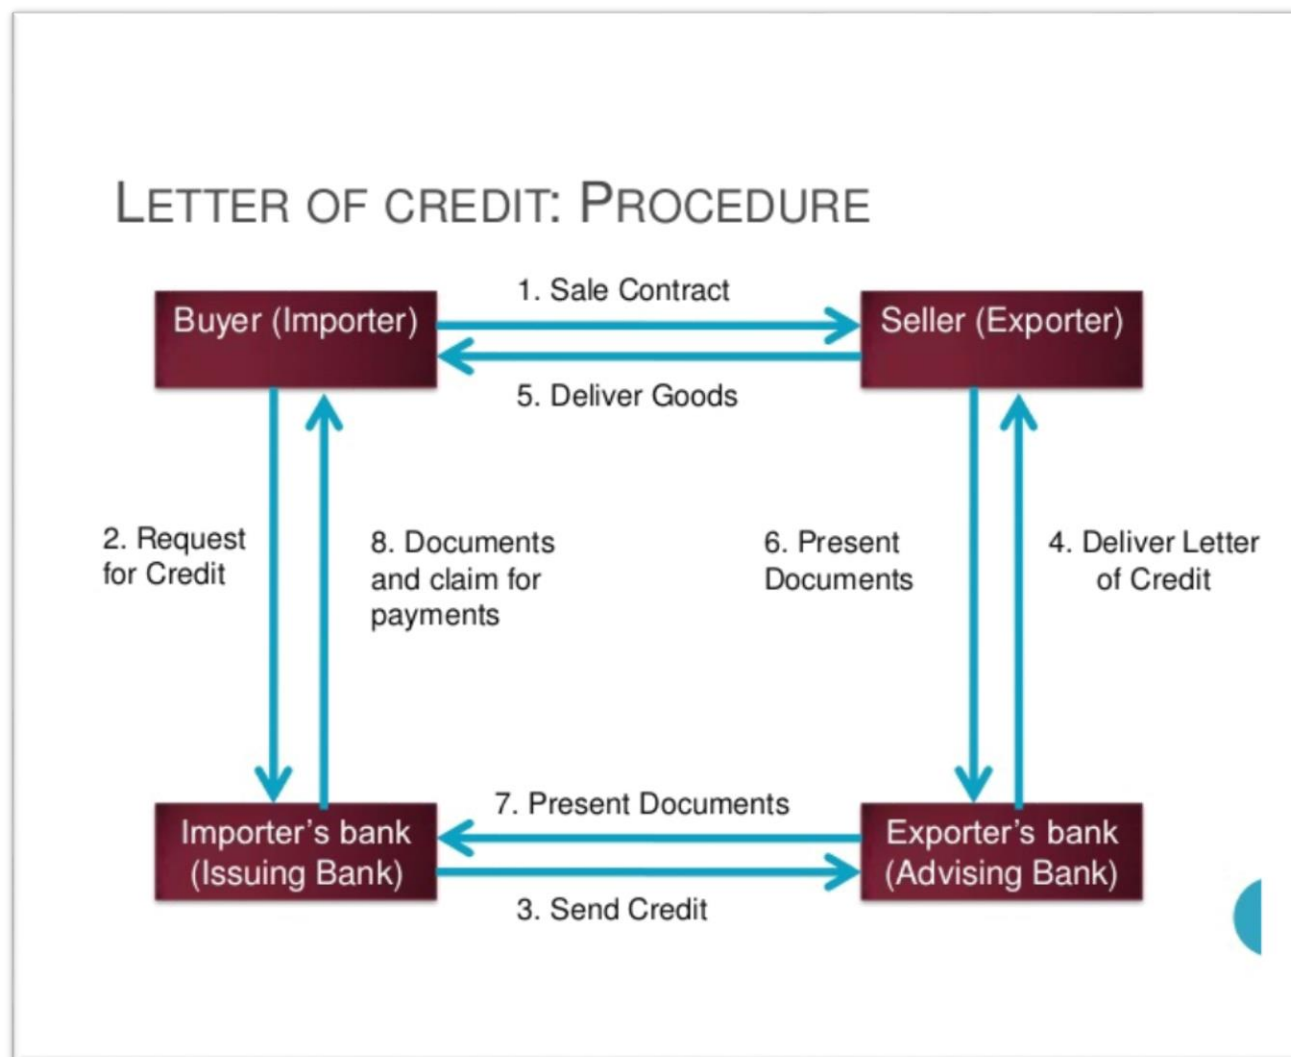 LETTER OF CREDIT: PROCEDURE
1. Sale Contract
Buyer (Importer)
Seller (Exporter)
5. Deliver Goods
2. Request
for Credit
8. Documents
and claim for
payments
6. Present
Documents
4. Deliver Letter
of Credit
7. Present Documents
Importer's bank
(Issuing Bank)
Exporter's bank
(Advising Bank)
3. Send Credit